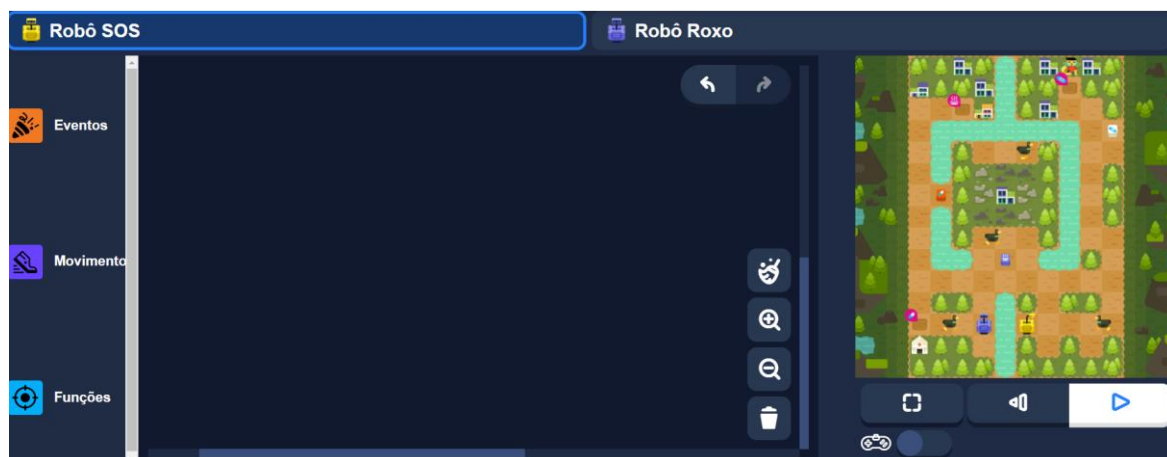 Robô SOS
Robô Roxo
Eventos
Movimento
Funções